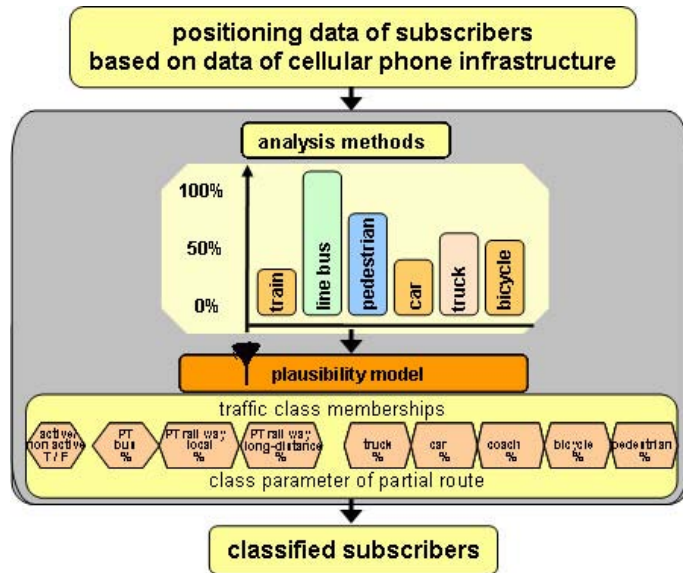 positioning data of subscribers
based on data of cellular phone infrastructure
analysis methods
100%
50%
0%
train
line bus
pedestrian
car
truck
bicycle
plausibility model
traffic class memberships
active/
non active
T / F
PT
bus
%
PT rail way
local
%
PT rail way
long-distance
%
truck
%
car
%
coach
%
bicycle
%
pedestrian
%
class parameter of partial route
classified subscribers